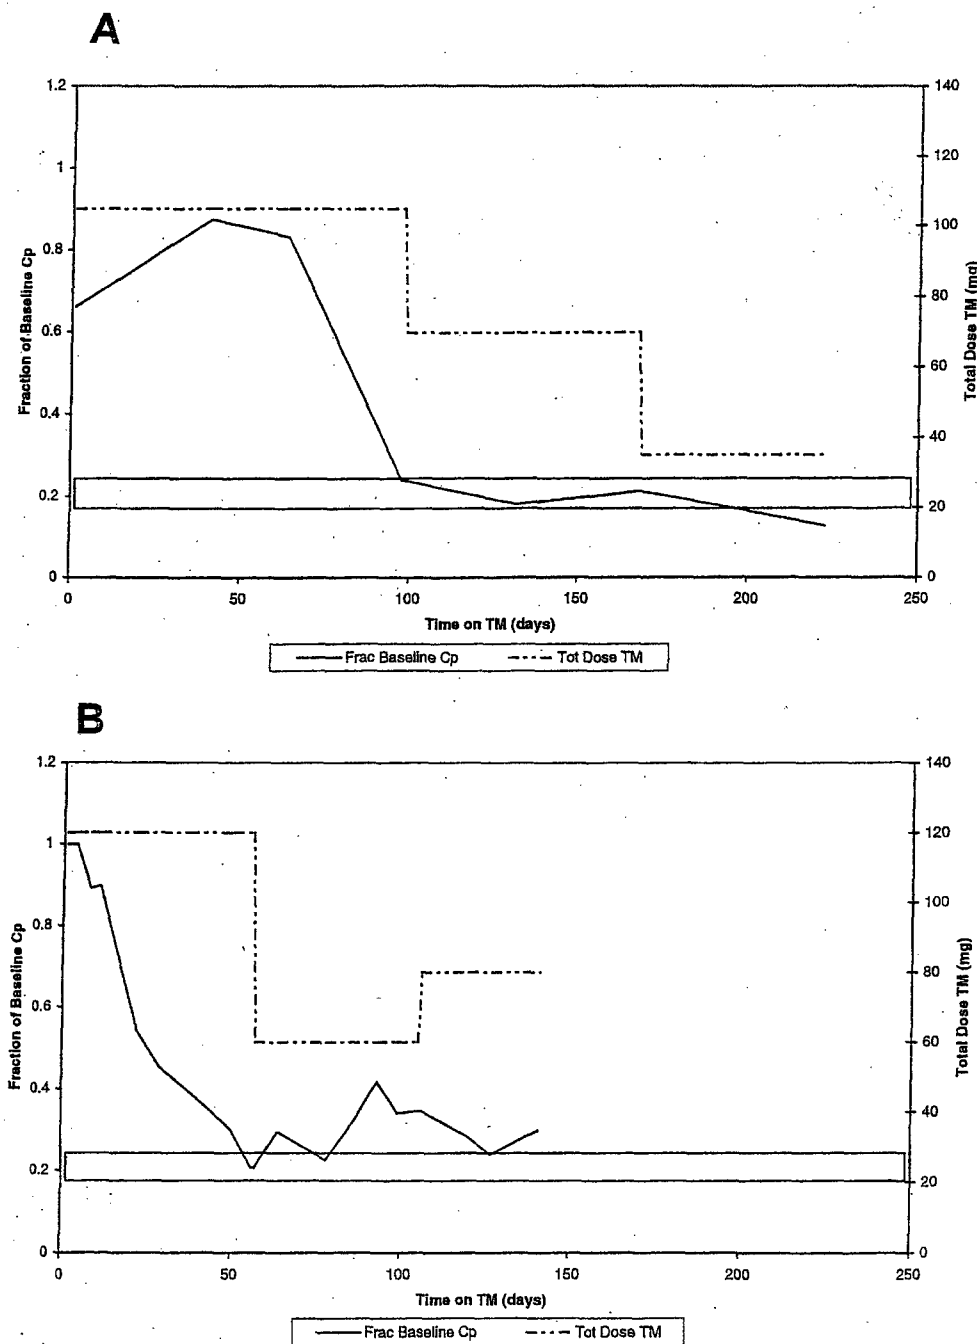 A
1.2
1
0.8
0.6
0.4
0.2
0
Fraction of Baseline Cp
140
120
100
80
60
40
20
0
Total Dose TM (mg)
0 50 100 150 200 250
Time on TM (days)
Frac Baseline Cp Tot Dose TM
B
1.2
1
0.8
0.6
0.4
0.2
0
Fraction of Baseline Cp
140
120
100
80
60
40
20
0
Total Dose TM (mg)
0 50 100 150 200 250
Time on TM (days)
Frac Baseline Cp Tot Dose TM